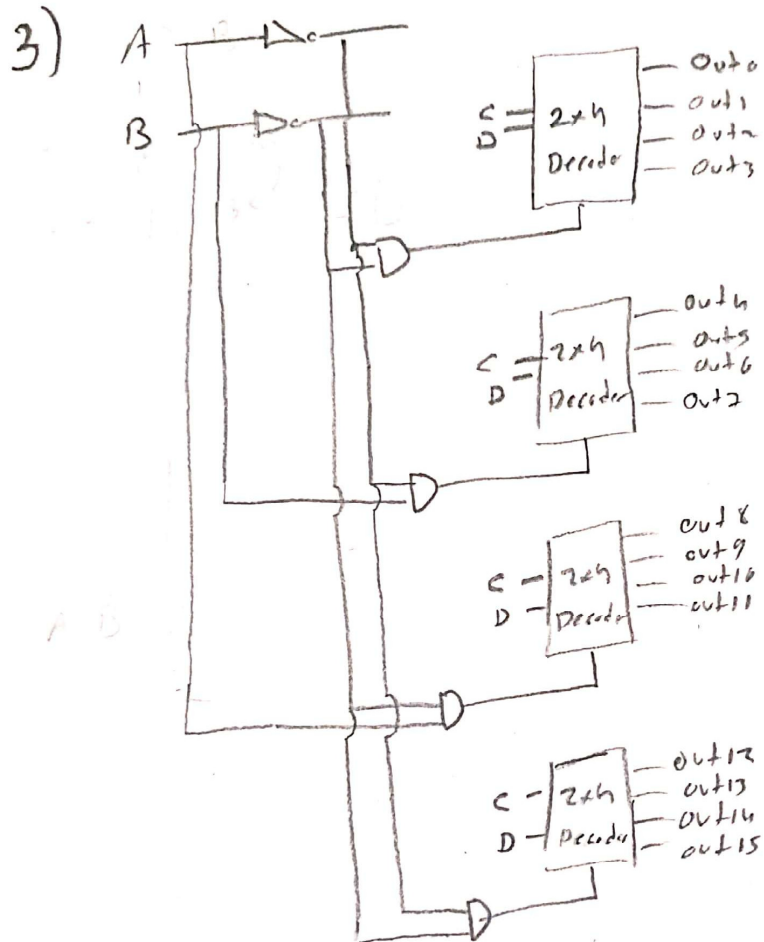 3)
A
B
C
D
2x4
Decoder
Out0
Out1
Out2
Out3
C
D
2x4
Decoder
Out4
Out5
Out6
Out7
C
D
2x4
Decoder
out8
out9
out10
out11
C
D
2x4
Decoder
out12
out13
out14
out15